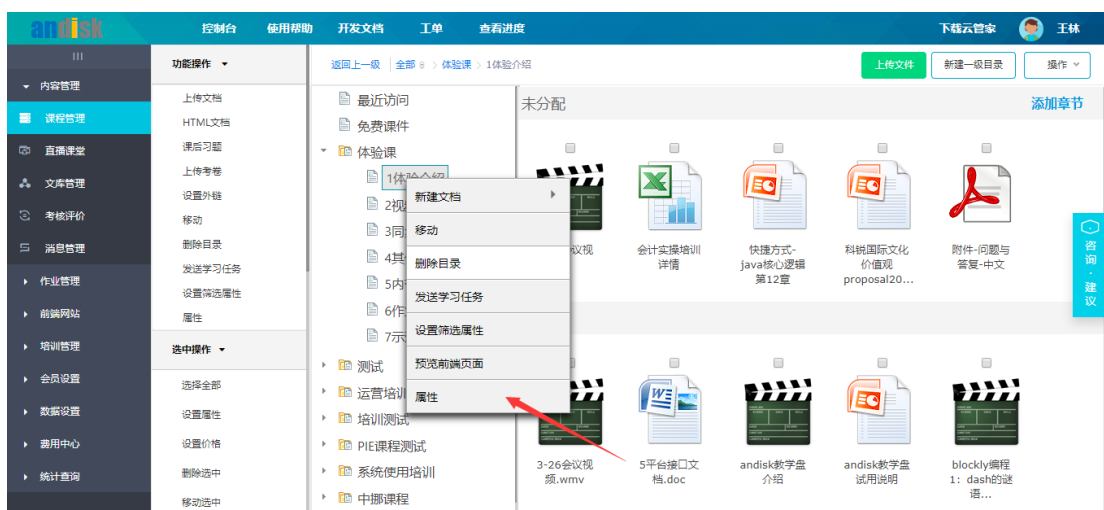 andisk
控制台 使用帮助 开发文档 工单 查看进度
下载云管家 王林
内容管理
课程管理
直播课堂
文库管理
考核评价
消息管理
作业管理
前端网站
培训管理
会员设置
数据设置
费用中心
统计查询
功能操作
上传文档
HTML文档
课后习题
上传考卷
设置外链
移动
删除目录
发送学习任务
设置筛选属性
属性
选中操作
选择全部
设置属性
设置价格
删除选中
移动选中
返回上一级 全部 > 体验课 > 1体验介绍
上传文件 新建一级目录 操作
最近访问
免费课件
体验课
1体验介绍
2视
3同
4其
5内
6作
7示
测试
运营培训
培训测试
PIE课程测试
系统使用培训
中挪课程
新建文档
移动
删除目录
发送学习任务
设置筛选属性
预览前端页面
属性
未分配 添加章节
议视
会计实操培训
详情
快捷方式-
java核心逻辑
第12章
科锐国际文化
价值观
proposal20...
附件-问题与
答复-中文
3-26会议视
频.wmv
5平台接口文
档.doc
andisk教学盘
介绍
andisk教学盘
试用说明
blockly编程
1：dash的谜
语...
咨询·建议